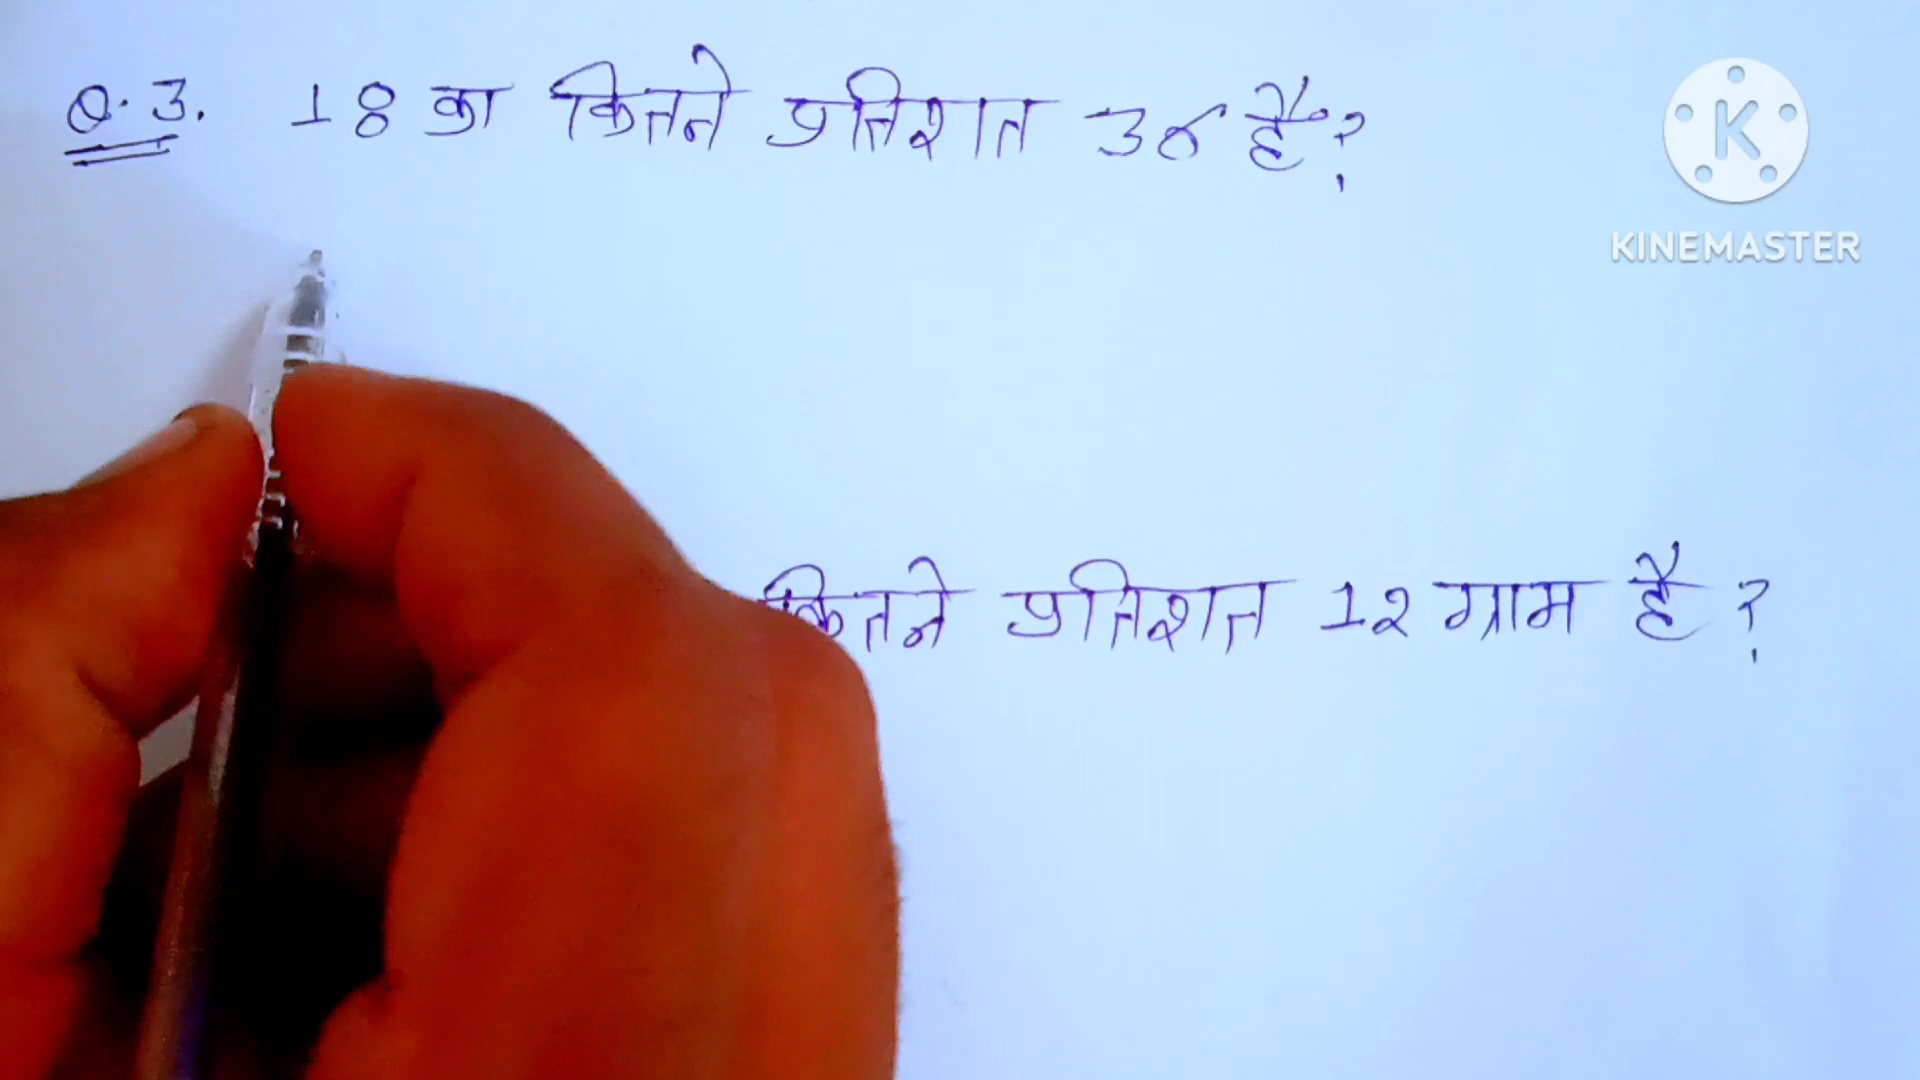 Q. 3. 18 का कितने प्रतिशत 36 है?
K
KINEMASTER
कितने प्रतिशत 12 ग्राम है?